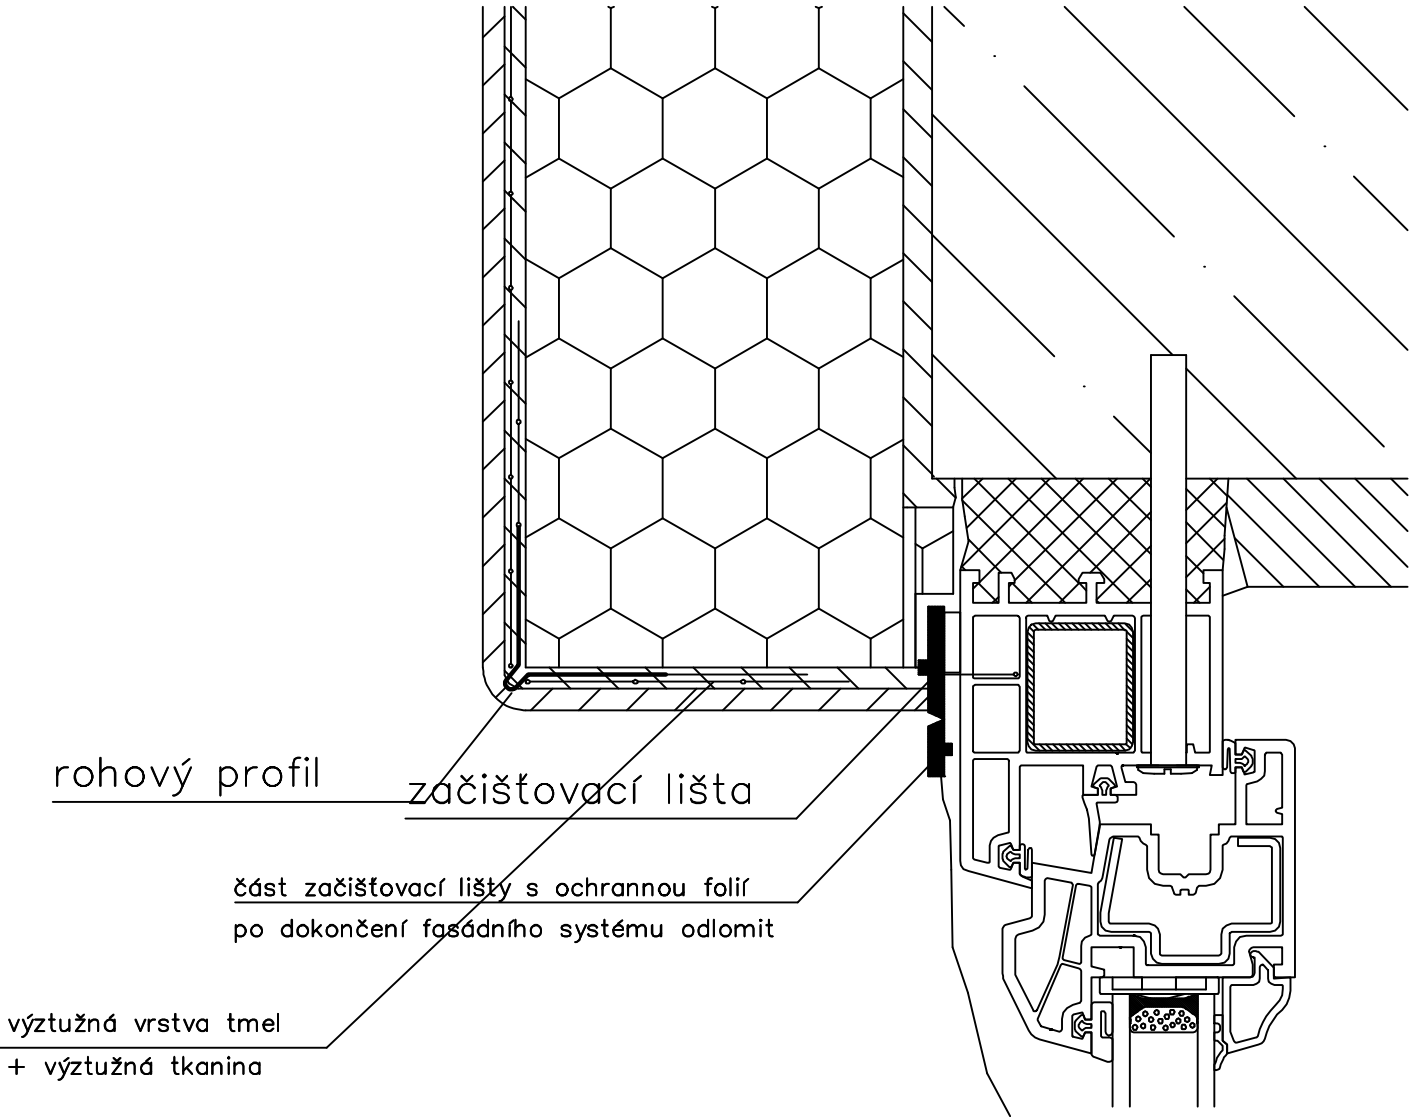 rohový profil
začišťovací lišta
část začišťovací lišty s ochrannou folií
po dokončení fasádního systému odlomit
výztužná vrstva tmel
+ výztužná tkanina